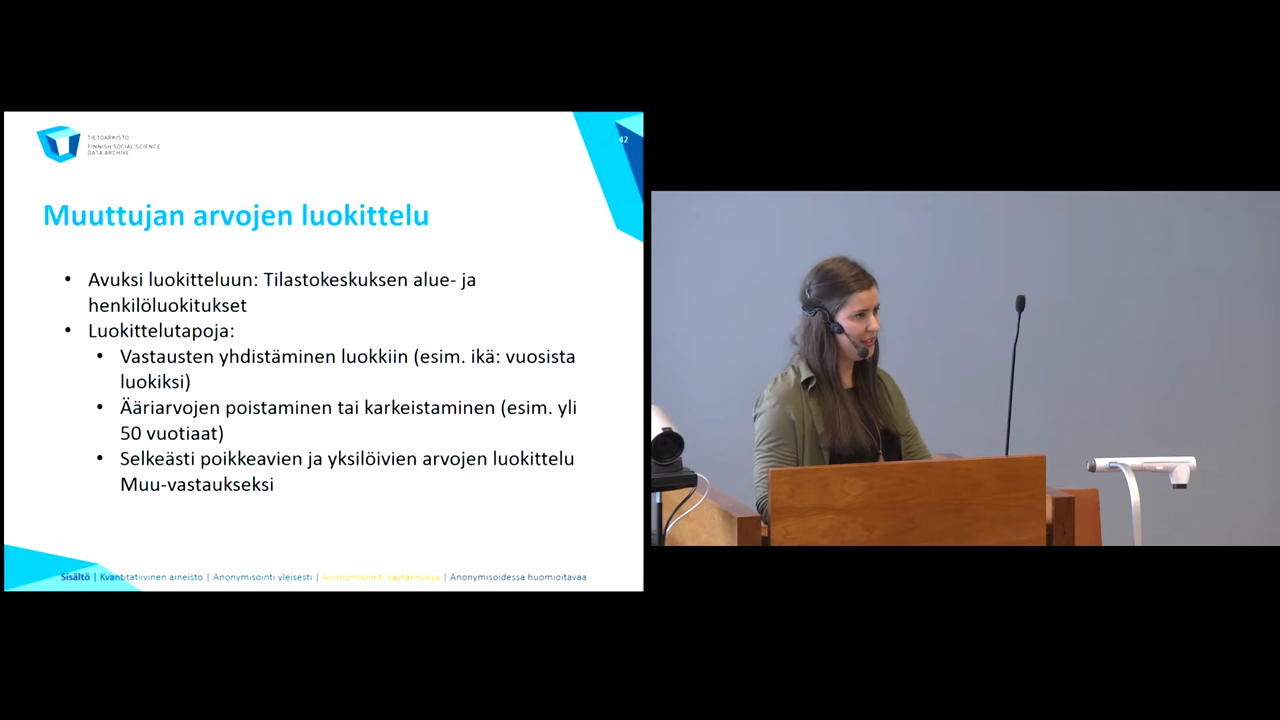 TIETOARKISTO
FINNISH SOCIAL SCIENCE
DATA ARCHIVE
42
Muuttujan arvojen luokittelu
• Avuksi luokitteluun: Tilastokeskuksen alue- ja
henkilöluokitukset
• Luokittelutapoja:
• Vastausten yhdistäminen luokkiin (esim. ikä: vuosista
luokiksi)
• Ääriarvojen poistaminen tai karkeistaminen (esim. yli
50 vuotiaat)
• Selkeästi poikkeavien ja yksilöivien arvojen luokittelu
Muu-vastaukseksi
Sisältö | Kvantitatiivinen aineisto | Anonymisointi yleisesti | Anonymisointi käytännössä | Anonymisoidessa huomioitavaa